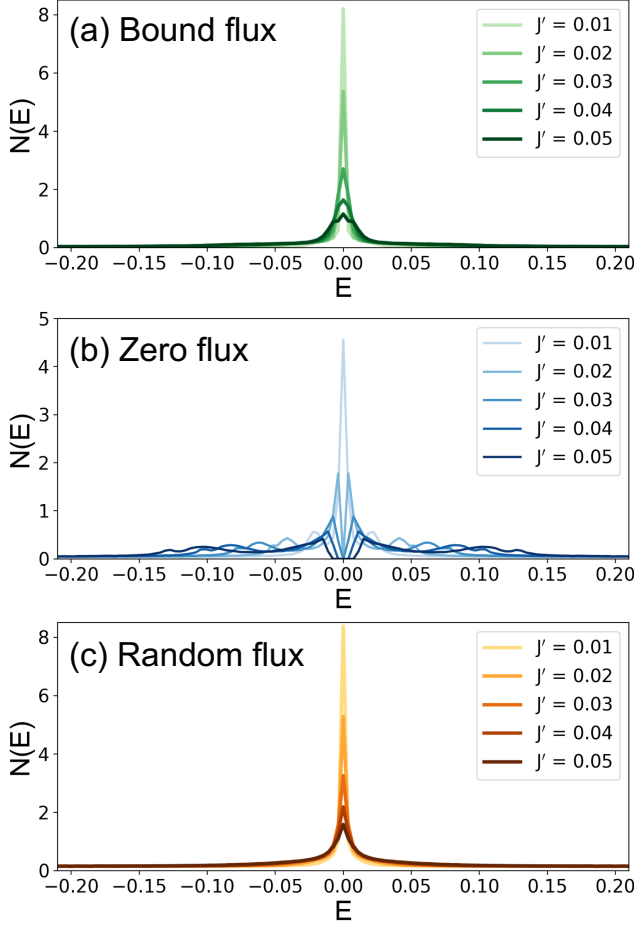 (a) Bound flux
J′ = 0.01
J′ = 0.02
J′ = 0.03
J′ = 0.04
J′ = 0.05
N(E)
8
6
4
2
0
−0.20 −0.15 −0.10 −0.05 0.00 0.05 0.10 0.15 0.20
E
(b) Zero flux
J′ = 0.01
J′ = 0.02
J′ = 0.03
J′ = 0.04
J′ = 0.05
N(E)
5
4
3
2
1
0
−0.20 −0.15 −0.10 −0.05 0.00 0.05 0.10 0.15 0.20
E
(c) Random flux
J′ = 0.01
J′ = 0.02
J′ = 0.03
J′ = 0.04
J′ = 0.05
N(E)
8
6
4
2
0
−0.20 −0.15 −0.10 −0.05 0.00 0.05 0.10 0.15 0.20
E